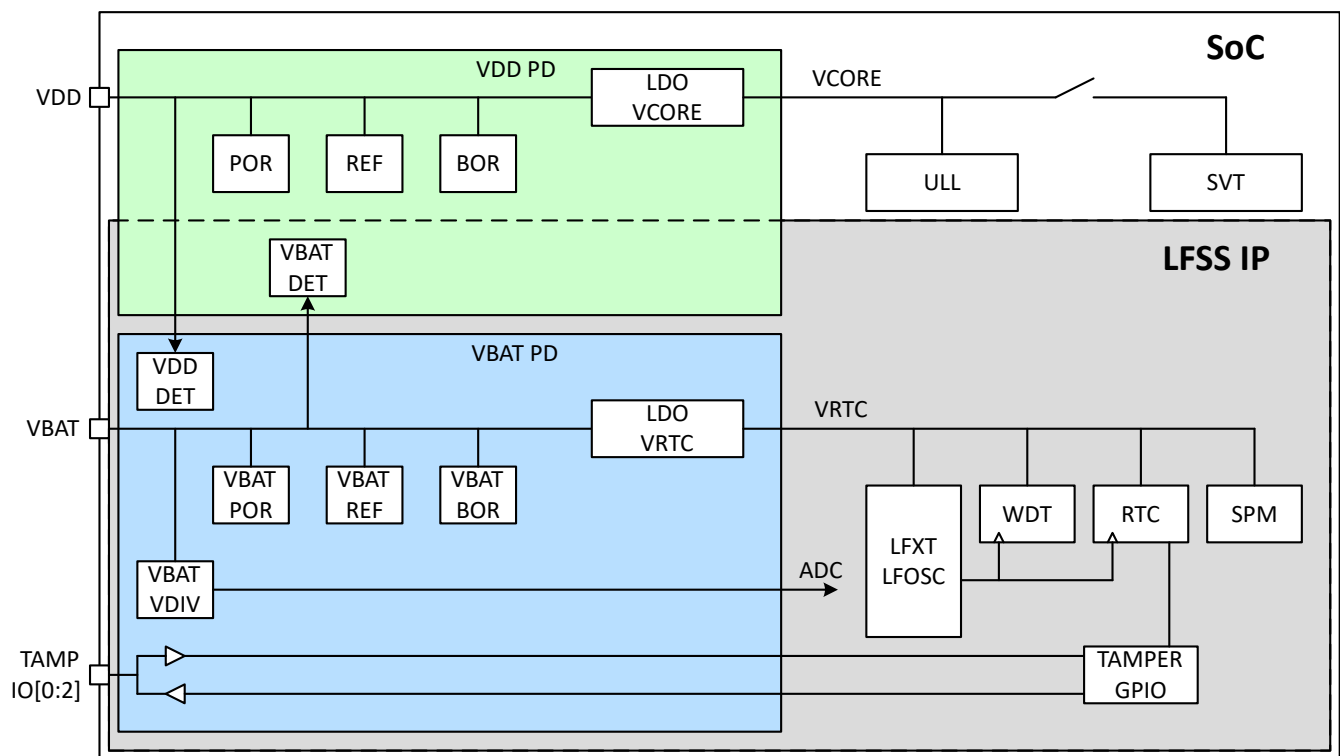 SoC
VDD PD
VDD
LDO
VCORE
VCORE
POR
REF
BOR
ULL
SVT
LFSS IP
VBAT
DET
VBAT PD
VDD
DET
VBAT
LDO
VRTC
VRTC
VBAT
POR
VBAT
REF
VBAT
BOR
LFXT
LFOSC
WDT
RTC
SPM
VBAT
VDIV
ADC
TAMP
IO[0:2]
TAMPER
GPIO